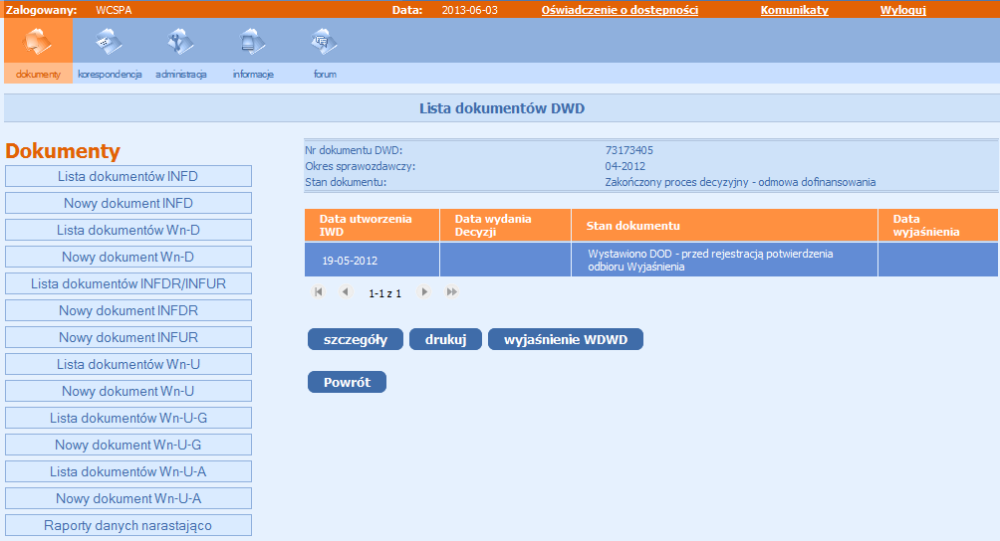 Zalogowany: WCSPA Data: 2013-06-03 Oświadczenie o dostępności Komunikaty Wyloguj
dokumenty korespondencja administracja informacje forum
Lista dokumentów DWD
Dokumenty
Lista dokumentów INFD
Nowy dokument INFD
Lista dokumentów Wn-D
Nowy dokument Wn-D
Lista dokumentów INFDR/INFUR
Nowy dokument INFDR
Nowy dokument INFUR
Lista dokumentów Wn-U
Nowy dokument Wn-U
Lista dokumentów Wn-U-G
Nowy dokument Wn-U-G
Lista dokumentów Wn-U-A
Nowy dokument Wn-U-A
Raporty danych narastająco
Nr dokumentu DWD: 73173405
Okres sprawozdawczy: 04-2012
Stan dokumentu: Zakończony proces decyzyjny - odmowa dofinansowania
Data utworzenia IWD Data wydania Decyzji Stan dokumentu Data wyjaśnienia
19-05-2012 Wystawiono DOD - przed rejestracją potwierdzenia odbioru Wyjaśnienia
1-1 z 1
szczegóły drukuj wyjaśnienie WDWD
Powrót